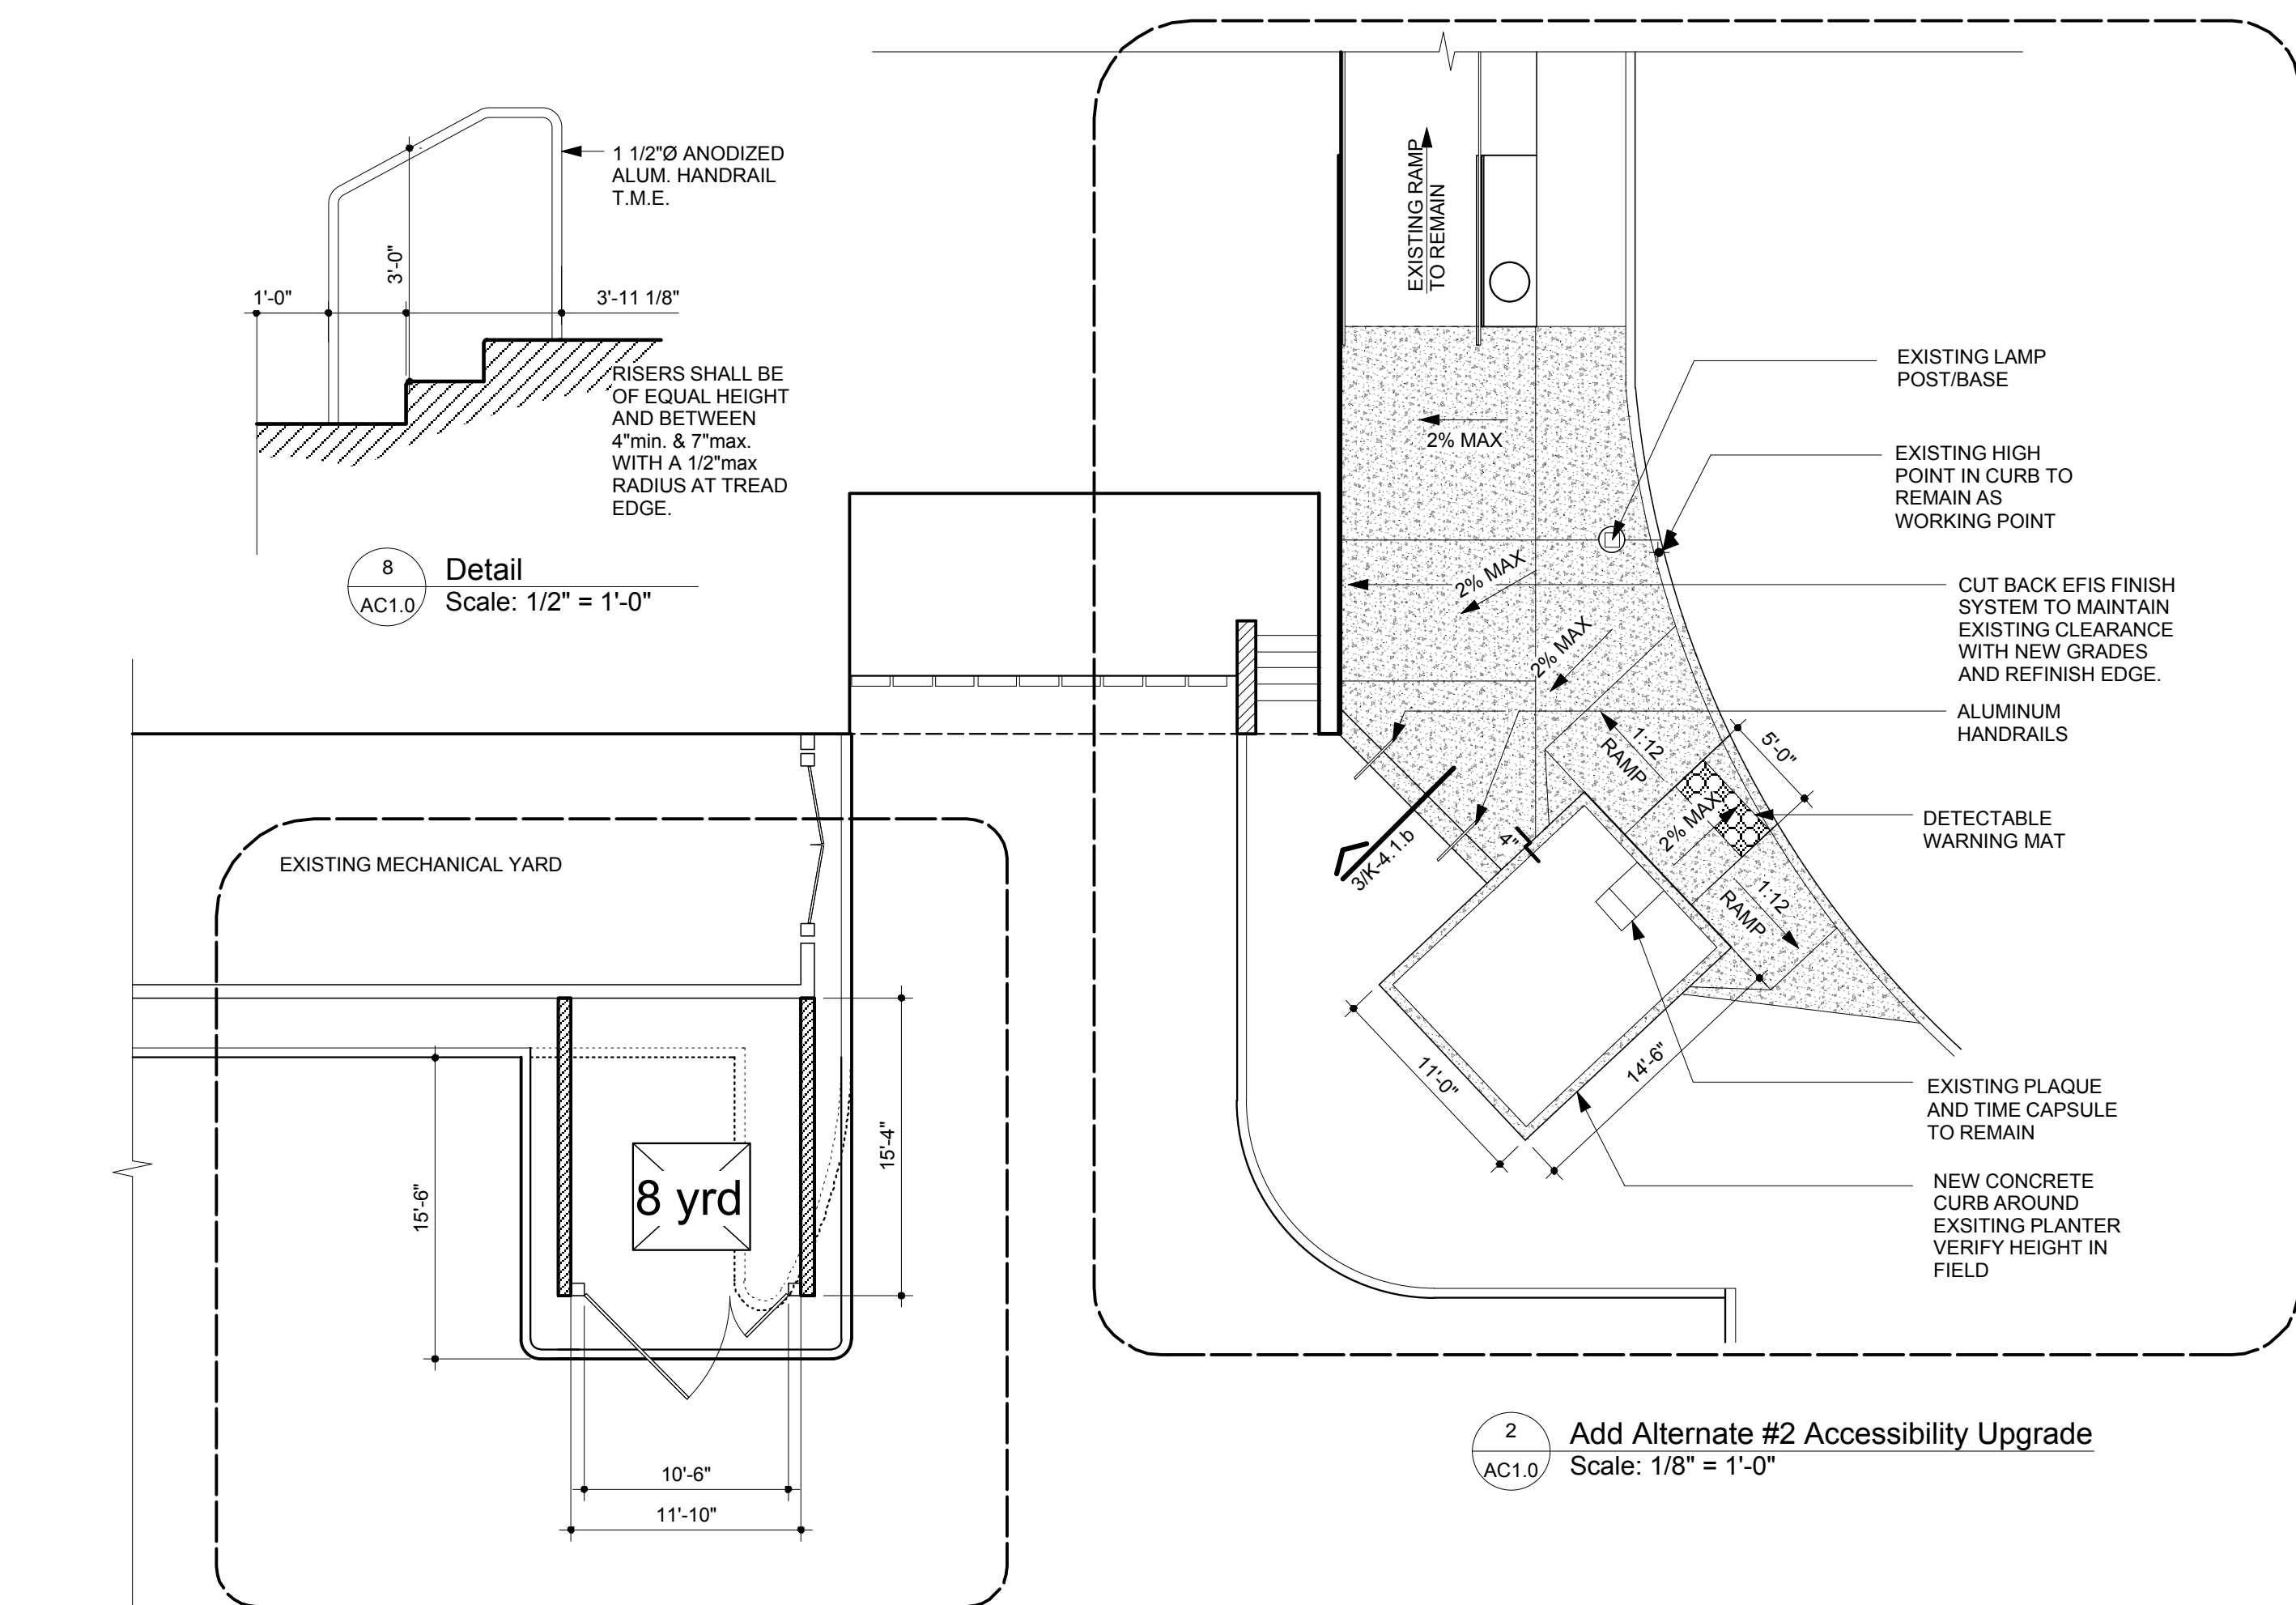 1 1/2"Ø ANODIZED
ALUM. HANDRAIL
T.M.E.
3'-0"
1'-0"
3'-11 1/8"
RISERS SHALL BE
OF EQUAL HEIGHT
AND BETWEEN
4"min. & 7"max.
WITH A 1/2"max
RADIUS AT TREAD
EDGE.
8
AC1.0
Detail
Scale: 1/2" = 1'-0"
EXISTING MECHANICAL YARD
15'-6"
8 yrd
15'-4"
10'-6"
11'-10"
EXISTING RAMP
TO REMAIN
2% MAX
2% MAX
2% MAX
1:12
RAMP
5'-0"
2% MAX
1:12
RAMP
4"
3/K-4.1.b
11'-0"
14'-6"
EXISTING LAMP
POST/BASE
EXISTING HIGH
POINT IN CURB TO
REMAIN AS
WORKING POINT
CUT BACK EFIS FINISH
SYSTEM TO MAINTAIN
EXISTING CLEARANCE
WITH NEW GRADES
AND REFINISH EDGE.
ALUMINUM
HANDRAILS
DETECTABLE
WARNING MAT
EXISTING PLAQUE
AND TIME CAPSULE
TO REMAIN
NEW CONCRETE
CURB AROUND
EXSITING PLANTER
VERIFY HEIGHT IN
FIELD
2
AC1.0
Add Alternate #2 Accessibility Upgrade
Scale: 1/8" = 1'-0"